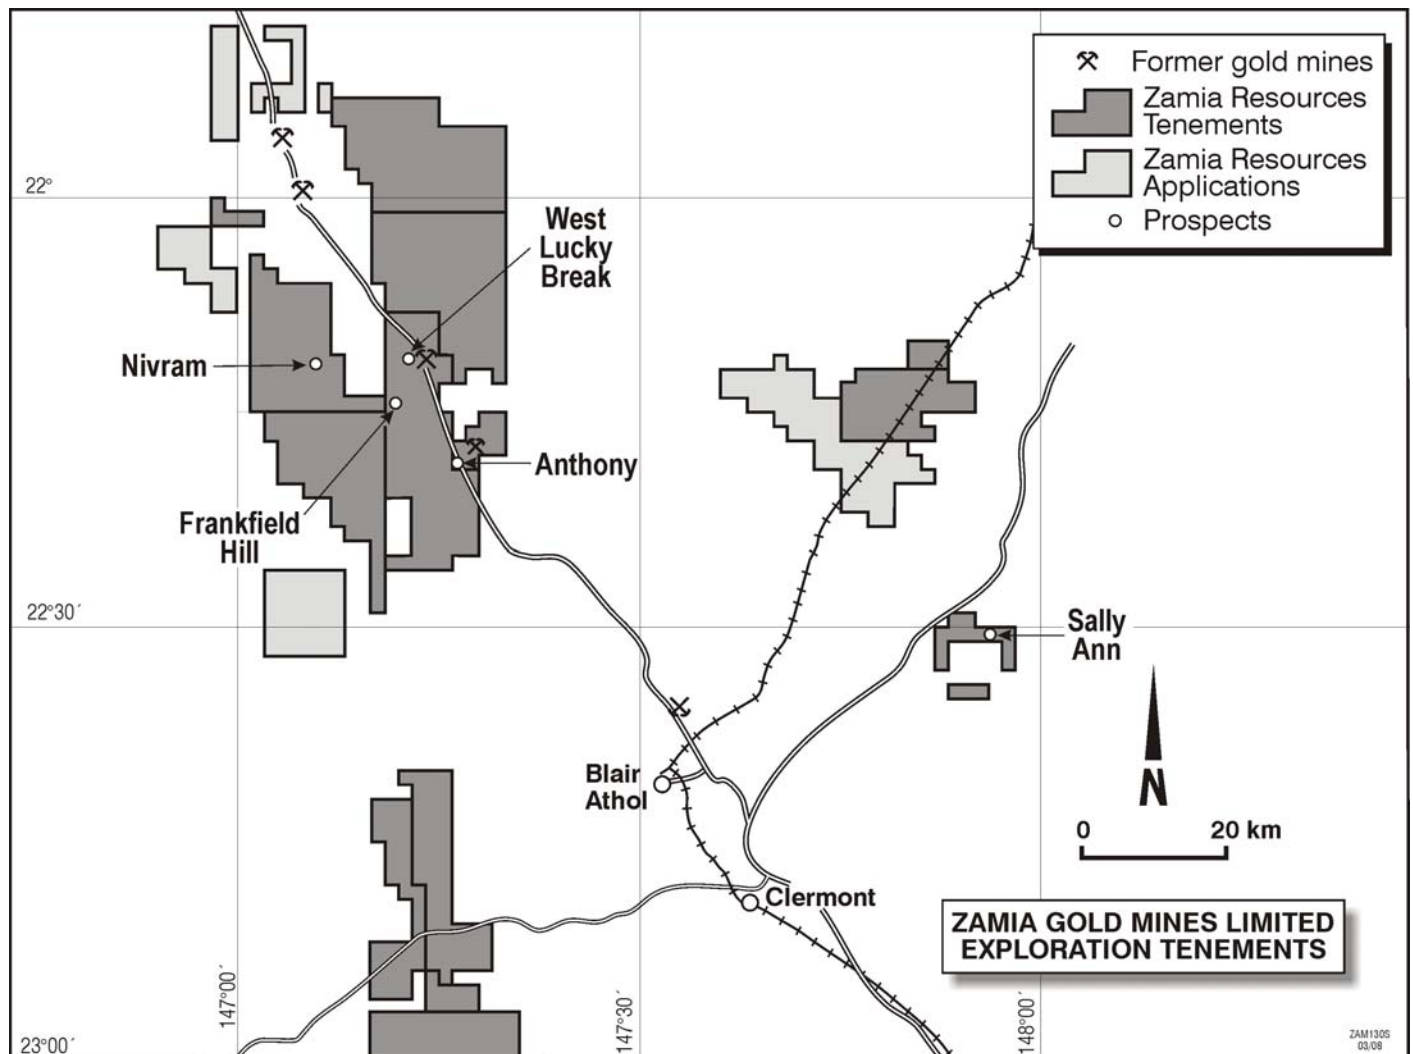 Former gold mines
Zamia Resources
Tenements
Zamia Resources
Applications
Prospects
22°
West
Lucky
Break
Nivram
Anthony
Frankfield
Hill
22°30´
Sally
Ann
N
Blair
Athol
0 20 km
Clermont
ZAMIA GOLD MINES LIMITED
EXPLORATION TENEMENTS
147°00´
147°30´
148°00´
23°00´
ZAM130S
03/08